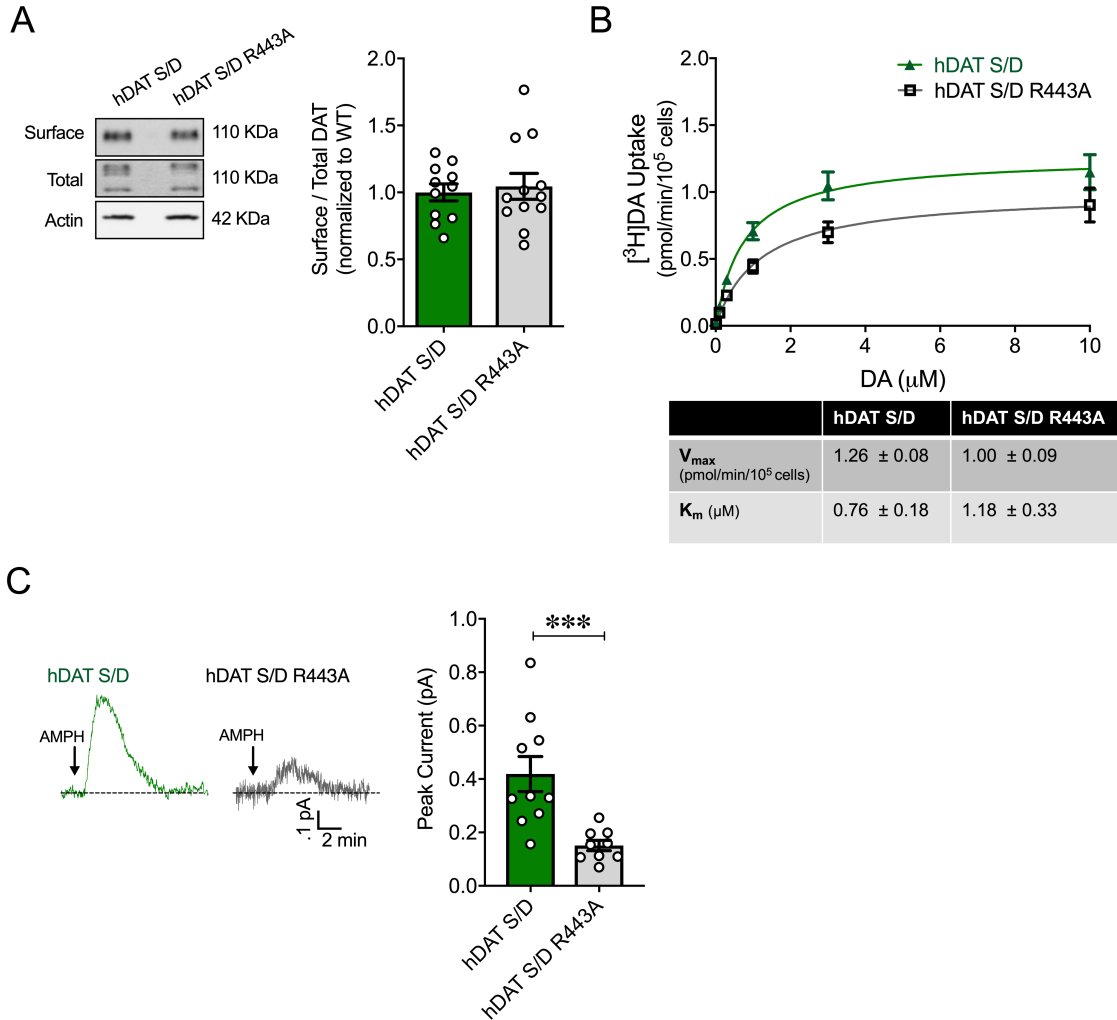 A
hDAT S/D
hDAT S/D R443A
Surface
110 KDa
Total
110 KDa
Actin
42 KDa
Surface / Total DAT
(normalized to WT)
2.0
1.5
1.0
0.5
0.0
hDAT S/D
hDAT S/D R443A
B
hDAT S/D
hDAT S/D R443A
[³H]DA Uptake
(pmol/min/10⁵ cells)
2.0
1.5
1.0
0.5
0.0
0 2 4 6 8 10
DA (μM)
hDAT S/D hDAT S/D R443A
Vmax 1.26 ± 0.08 1.00 ± 0.09
(pmol/min/10⁵ cells)
Km (μM) 0.76 ± 0.18 1.18 ± 0.33
C
hDAT S/D
hDAT S/D R443A
AMPH
AMPH
.1 pA
2 min
Peak Current (pA)
1.0
0.8
0.6
0.4
0.2
0.0
***
hDAT S/D
hDAT S/D R443A